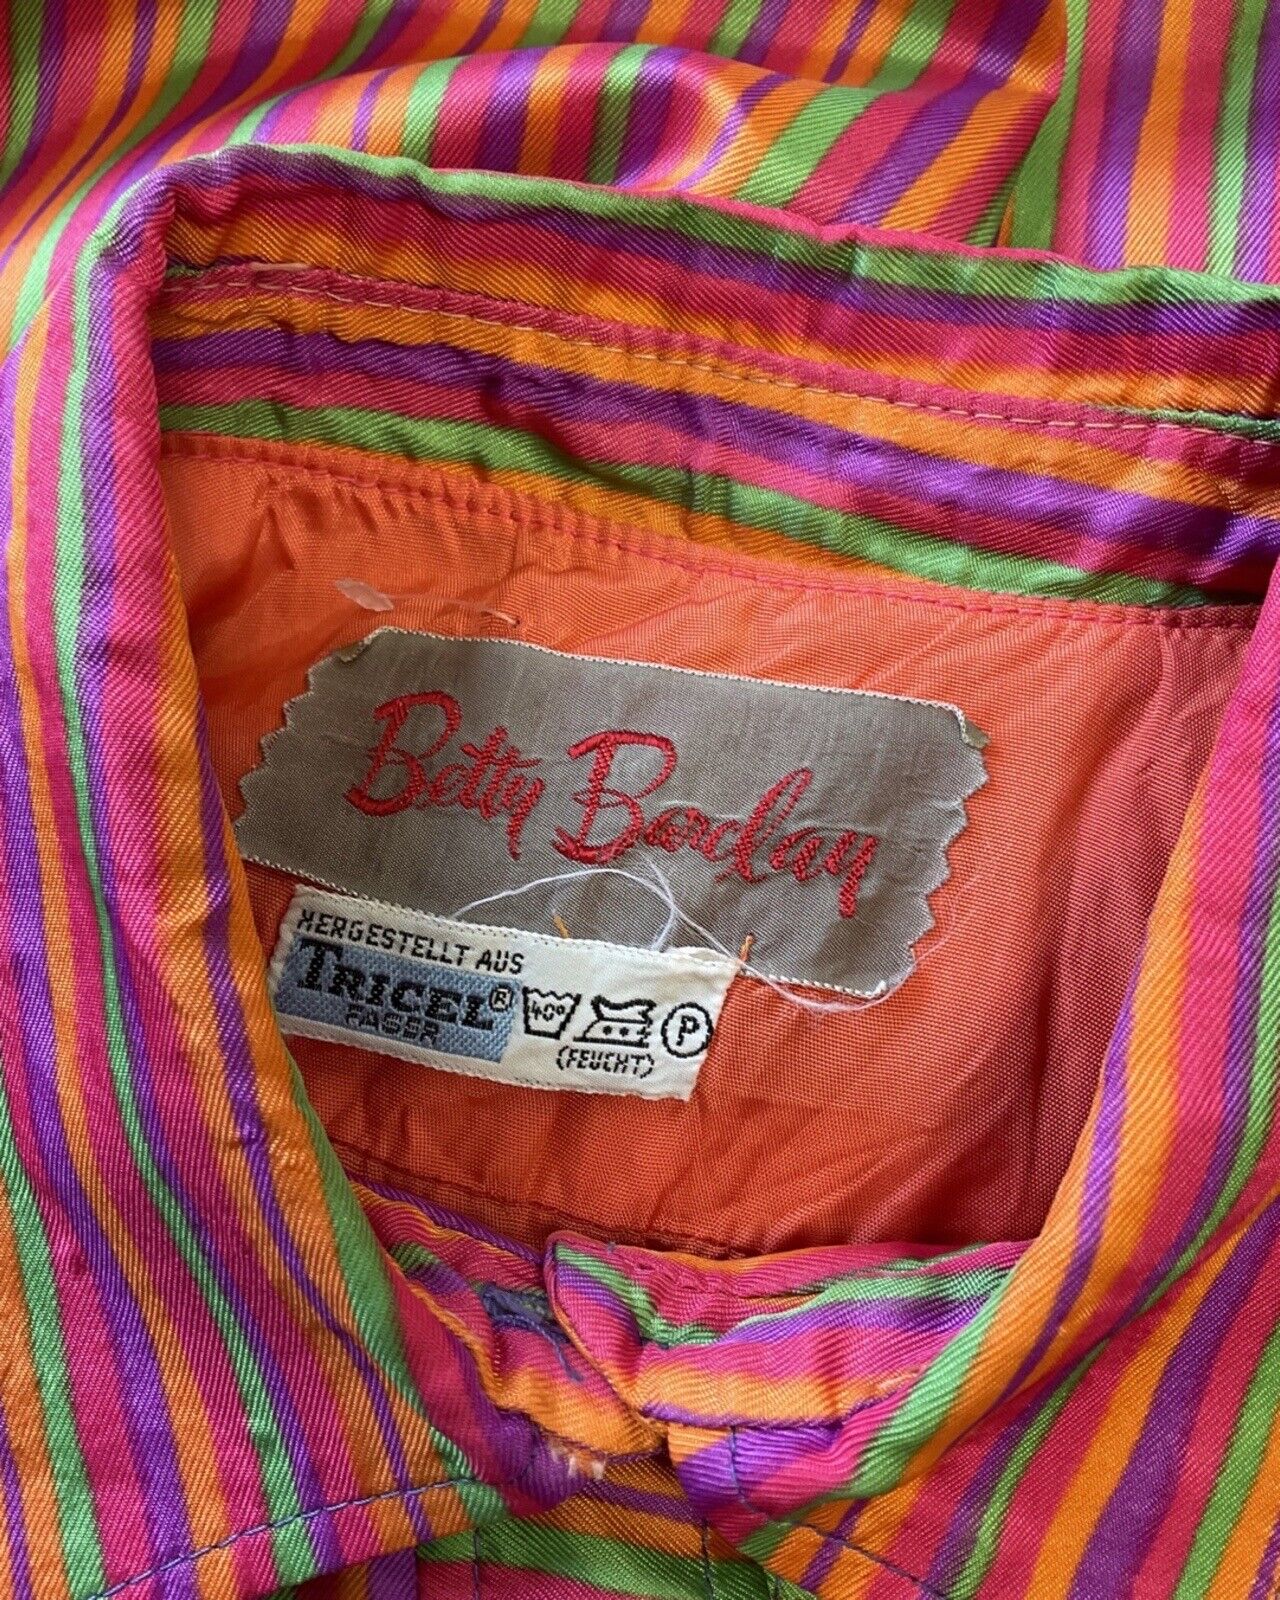 Betty Barclay
HERGESTELLT AUS
TRICEL®
FASER
40°
(FEUCHT)
P